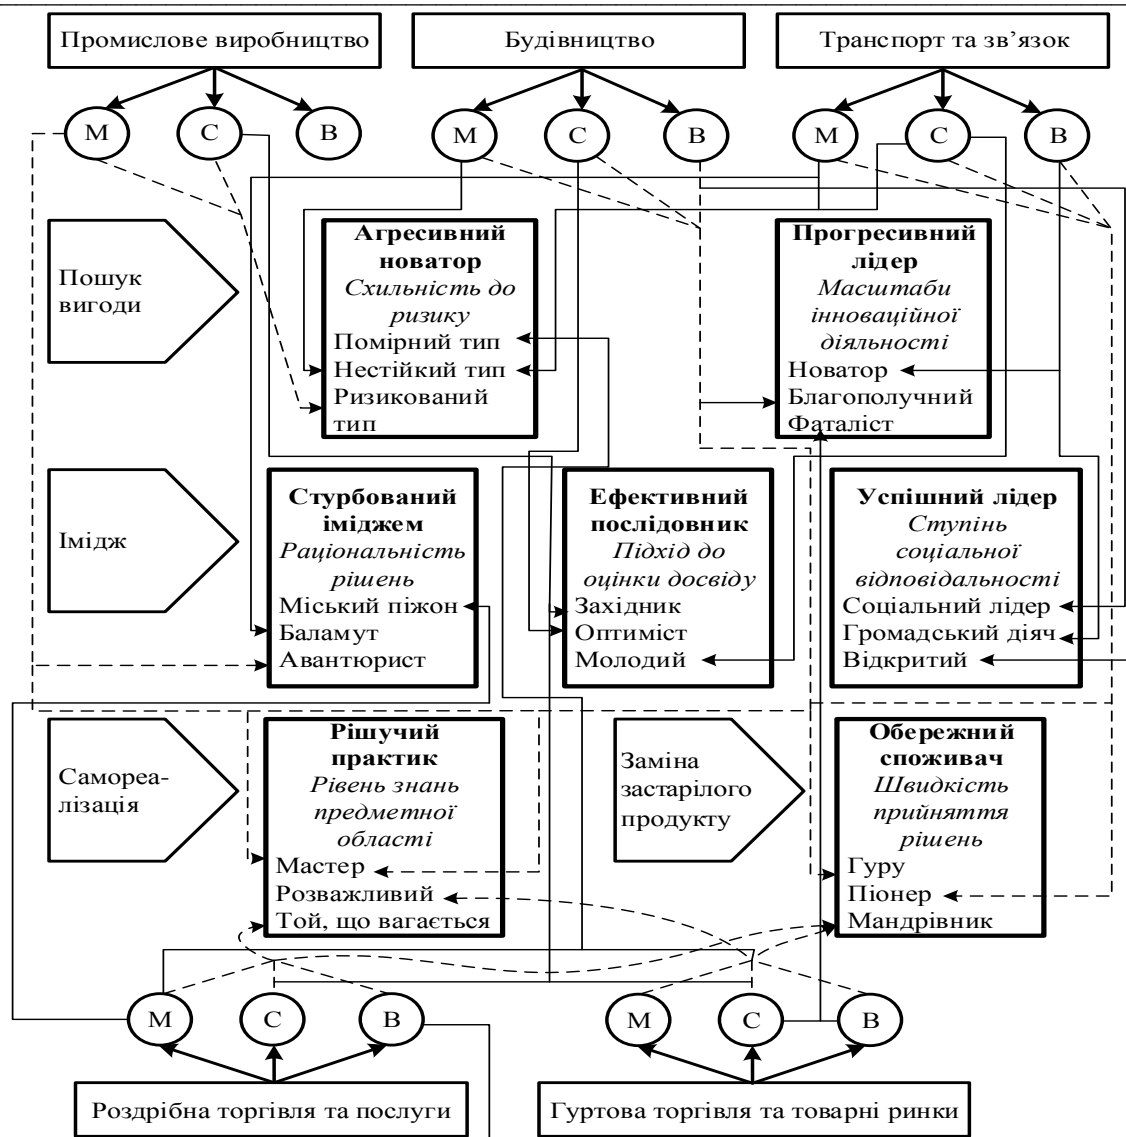 Промислове виробництво
Будівництво
Транспорт та зв’язок
М
С
В
М
С
В
М
С
В
Пошук
вигоди
Агресивний
новатор
Схильність до
ризику
Помірний тип
Нестійкий тип
Ризикований
тип
Прогресивний
лідер
Масштаби
інноваційної
діяльності
Новатор
Благополучний
Фаталіст
Імідж
Стурбований
іміджем
Раціональність
рішень
Міський піжон
Баламут
Авантюрист
Ефективний
послідовник
Підхід до
оцінки досвіду
Західник
Оптиміст
Молодий
Успішний лідер
Ступінь
соціальної
відповідальності
Соціальний лідер
Громадський діяч
Відкритий
Самореа-
лізація
Рішучий
практик
Рівень знань
предметної
області
Мастер
Розважливий
Той, що вагається
Заміна
застарілого
продукту
Обережний
споживач
Швидкість
прийняття
рішень
Гуру
Піонер
Мандрівник
М
С
В
М
С
В
Роздрібна торгівля та послуги
Гуртова торгівля та товарні ринки